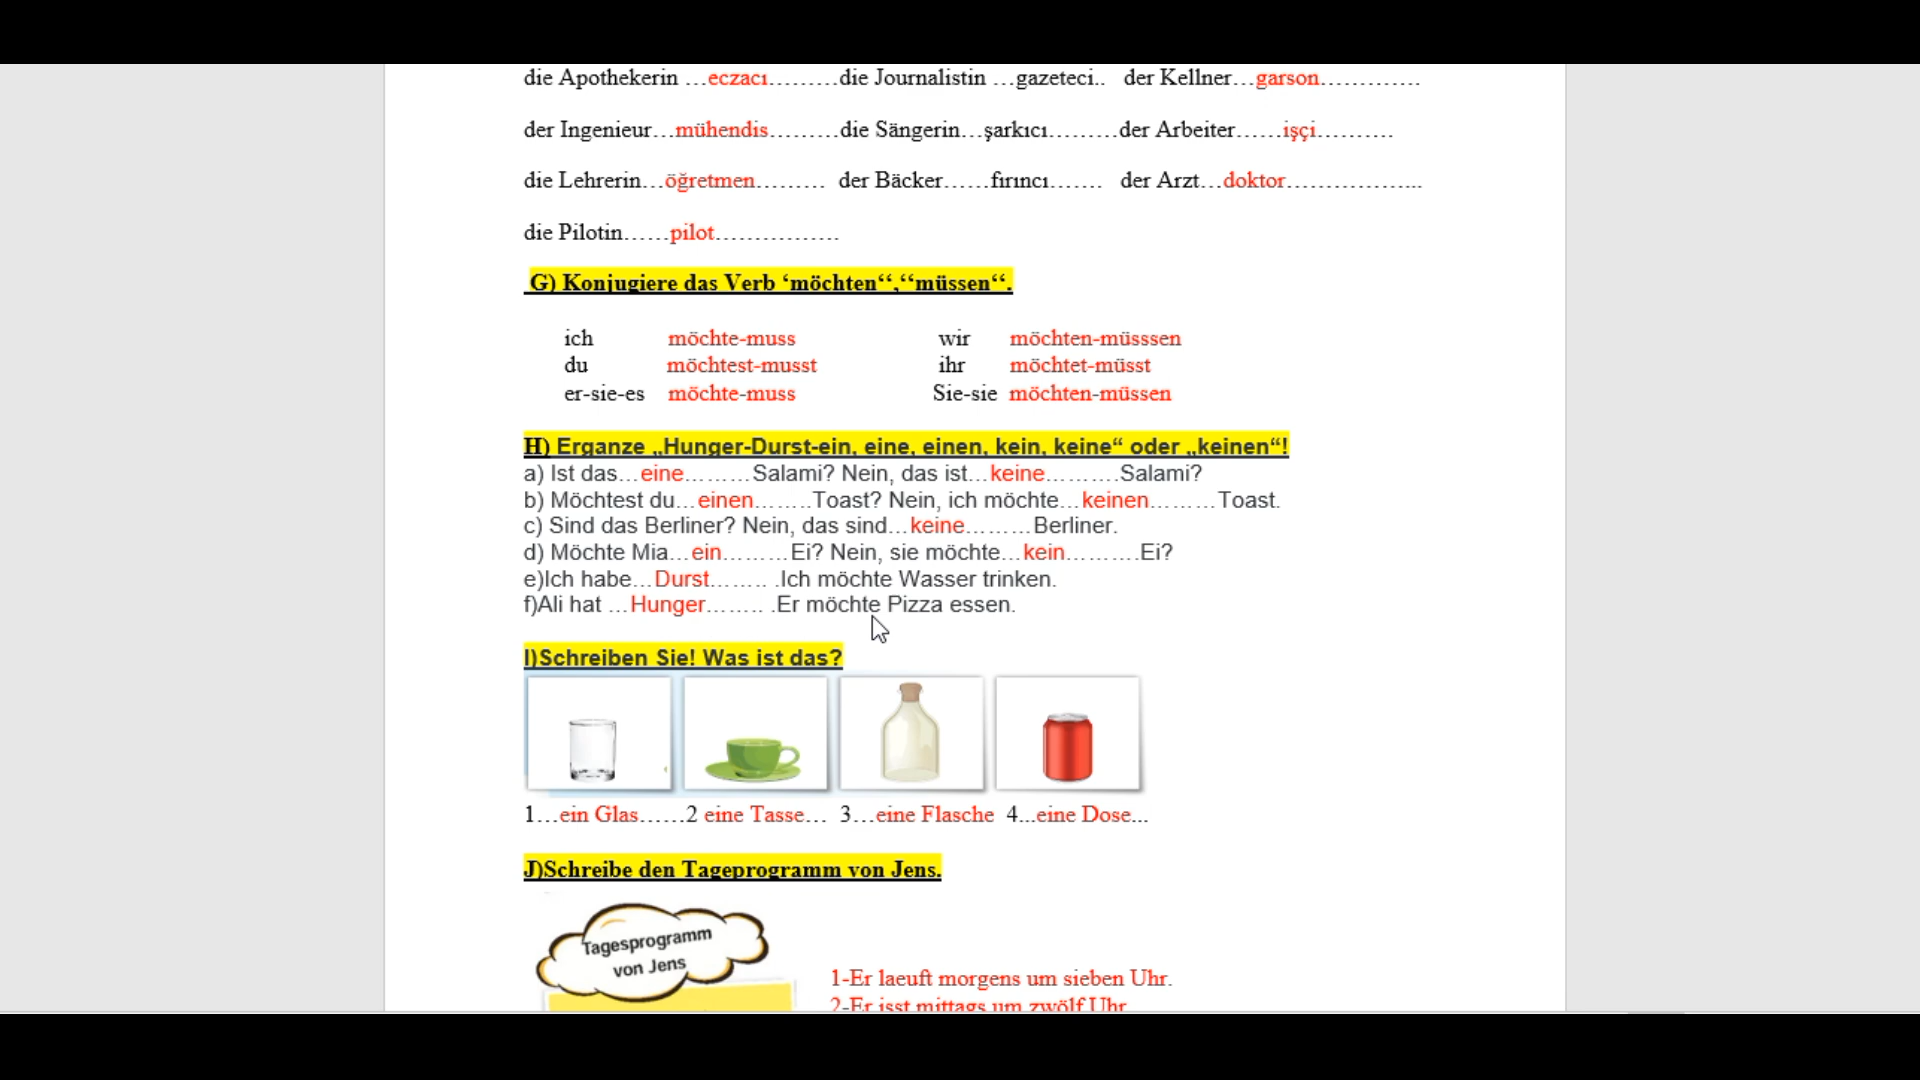 die Apothekerin …eczacı………die Journalistin …gazeteci.. der Kellner…garson………….
der Ingenieur…mühendis………die Sängerin…şarkıcı………der Arbeiter……işçi……….
die Lehrerin…öğretmen……… der Bäcker……fırıncı……. der Arzt…doktor……………...
die Pilotin……pilot……………
G) Konjugiere das Verb ‘möchten“,“müssen“.
ich möchte-muss wir möchten-müsssen
du möchtest-musst ihr möchtet-müsst
er-sie-es möchte-muss Sie-sie möchten-müssen
H) Erganze „Hunger-Durst-ein, eine, einen, kein, keine“ oder „keinen“!
a) Ist das…eine………Salami? Nein, das ist…keine……….Salami?
b) Möchtest du…einen……..Toast? Nein, ich möchte…keinen………Toast.
c) Sind das Berliner? Nein, das sind…keine………Berliner.
d) Möchte Mia…ein………Ei? Nein, sie möchte…kein……….Ei?
e)Ich habe…Durst…….. .Ich möchte Wasser trinken.
f)Ali hat …Hunger…….. .Er möchte Pizza essen.
I)Schreiben Sie! Was ist das?
1…ein Glas……2 eine Tasse… 3…eine Flasche 4...eine Dose...
J)Schreibe den Tageprogramm von Jens.
Tagesprogramm
von Jens
1-Er laeuft morgens um sieben Uhr.
2-Er isst mittags um zwölf Uhr